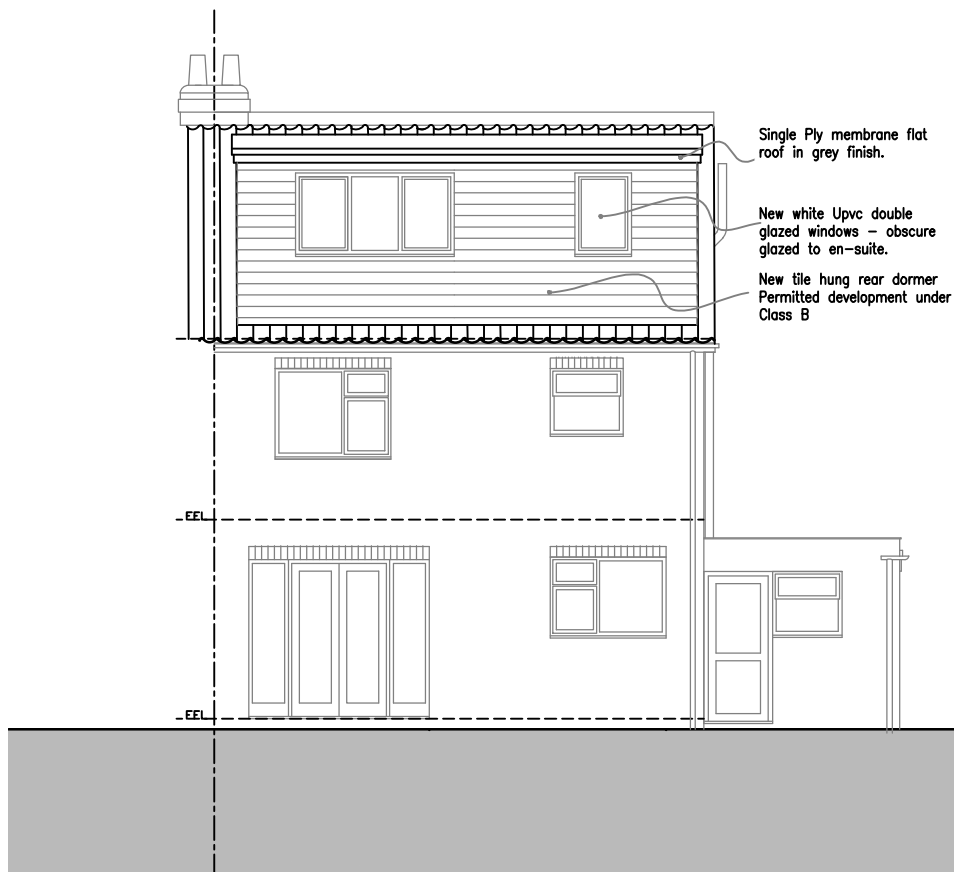 Single Ply membrane flat
roof in grey finish.
New white Upvc double
glazed windows – obscure
glazed to en-suite.
New tile hung rear dormer
Permitted development under
Class B
FFL
FFL